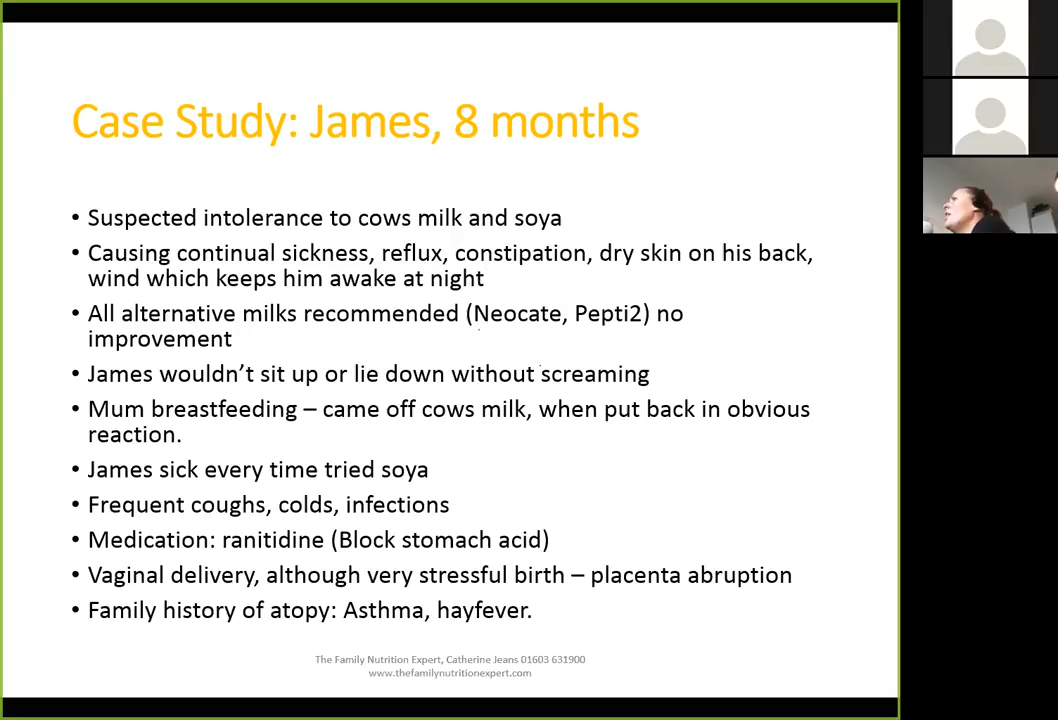 Case Study: James, 8 months
• Suspected intolerance to cows milk and soya
• Causing continual sickness, reflux, constipation, dry skin on his back,
wind which keeps him awake at night
• All alternative milks recommended (Neocate, Pepti2) no
improvement
• James wouldn’t sit up or lie down without screaming
• Mum breastfeeding – came off cows milk, when put back in obvious
reaction.
• James sick every time tried soya
• Frequent coughs, colds, infections
• Medication: ranitidine (Block stomach acid)
• Vaginal delivery, although very stressful birth – placenta abruption
• Family history of atopy: Asthma, hayfever.
The Family Nutrition Expert, Catherine Jeans 01603 631900
www.thefamilynutritionexpert.com